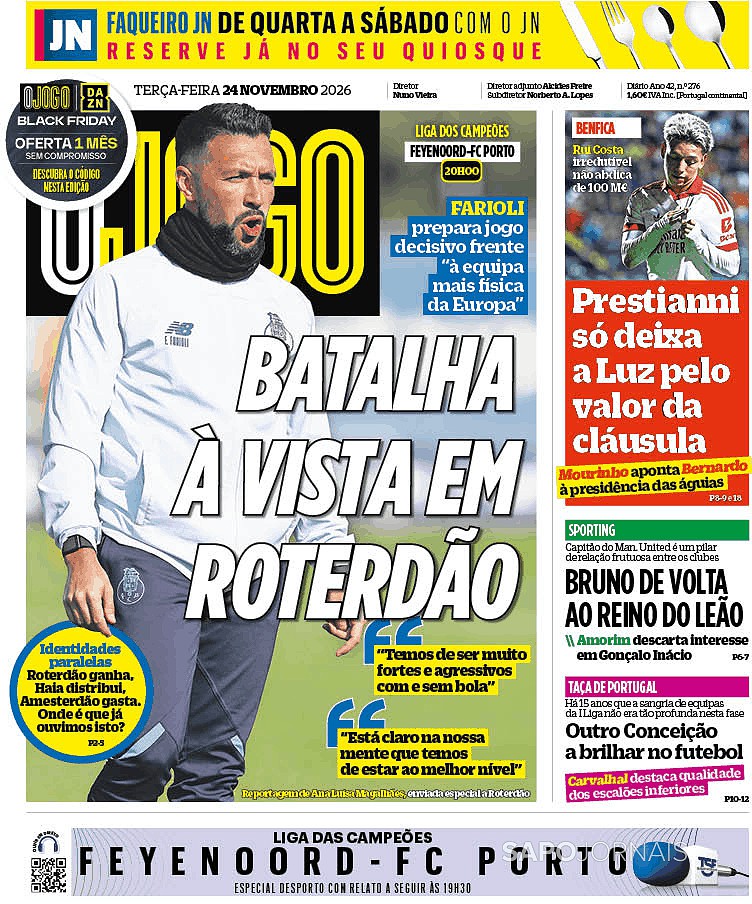 JN
FAQUEIRO JN DE QUARTA A SÁBADO COM O JN
RESERVE JÁ NO SEU QUIOSQUE
OJOGO DAZN
BLACK FRIDAY
OFERTA 1 MÊS
SEM COMPROMISSO
DESCUBRA O CÓDIGO
NESTA EDIÇÃO
TERÇA-FEIRA 24 NOVEMBRO 2026
Diretor
Nuno Vieira
Diretor adjunto Alcides Freire
Subdiretor Norberto A. Lopes
Diário Ano 42, n.º 276
1,60€ IVA Inc. [Portugal continental]
OJOGO
LIGA DOS CAMPEÕES
FEYENOORD-FC PORTO
20H00
FARIOLI
prepara jogo
decisivo frente
“à equipa
mais física
da Europa”
NB
F. FARIOLI
BATALHA
À VISTA EM
ROTERDÃO
Identidades
paralelas
Roterdão ganha,
Haia distribui,
Amesterdão gasta.
Onde é que já
ouvimos isto?
P2-5
“Temos de ser muito
fortes e agressivos
com e sem bola”
“Está claro na nossa
mente que temos
de estar ao melhor nível”
Reportagem de Ana Luísa Magalhães, enviada especial a Roterdão
BENFICA
Rui Costa
irredutível
não abdica
de 100 M€
Prestianni
só deixa
a Luz pelo
valor da
cláusula
Mourinho aponta Bernardo
à presidência das águias
P8-9 e 18
SPORTING
Capitão do Man. United é um pilar
de relação frutuosa entre os clubes
BRUNO DE VOLTA
AO REINO DO LEÃO
\\ Amorim descarta interesse
em Gonçalo Inácio
P6-7
TAÇA DE PORTUGAL
Há 15 anos que a sangria de equipas
da I Liga não era tão profunda nesta fase
Outro Conceição
a brilhar no futebol
Carvalhal destaca qualidade
dos escalões inferiores
P10-12
LIGA DAS CAMPEÕES
FEYENOORD-FC PORTO
ESPECIAL DESPORTO COM RELATO A SEGUIR ÀS 19H30
SAPOJORNAIS
TSF